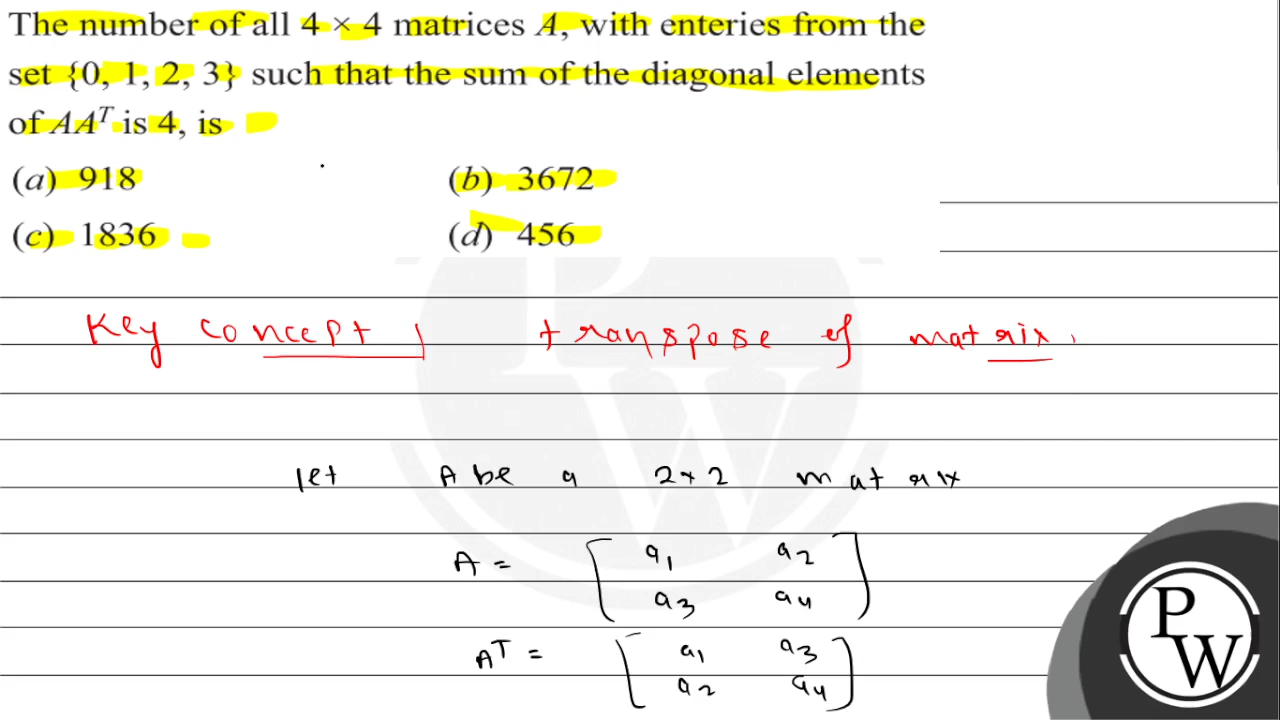 The number of all 4 × 4 matrices A, with enteries from the
set {0, 1, 2, 3} such that the sum of the diagonal elements
of AAᵀ is 4, is
(a) 918 (b) 3672
(c) 1836 (d) 456
Key concept, transpose of matrix.
let A be a 2×2 matrix
A = [ a₁ a₂
a₃ a₄ ]
Aᵀ = [ a₁ a₃
a₂ a₄ ]
P
W